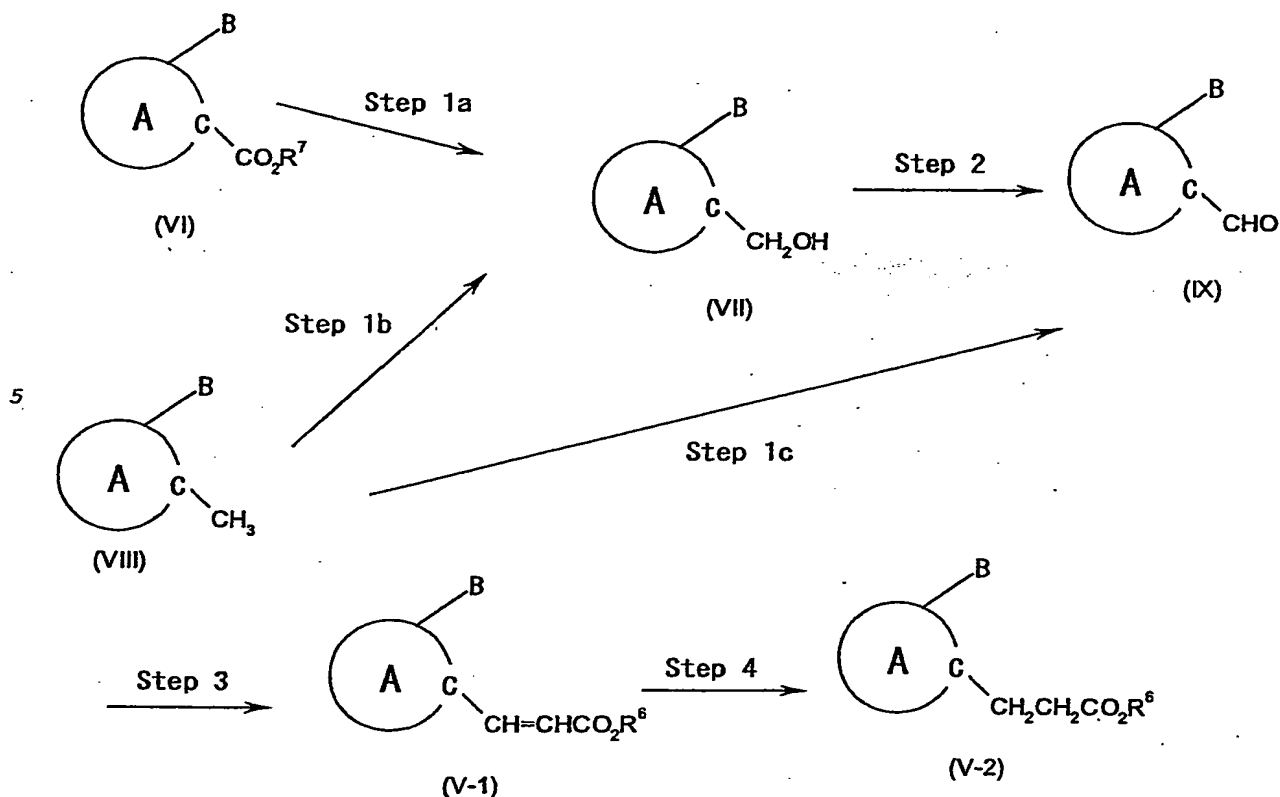 B
A C CO₂R⁷
(VI)
Step 1a
B
A C CH₂OH
(VII)
Step 2
B
A C CHO
(IX)
Step 1b
Step 1c
5
B
A C CH₃
(VIII)
Step 3
B
A C CH=CHCO₂R⁶
(V-1)
Step 4
B
A C CH₂CH₂CO₂R⁶
(V-2)